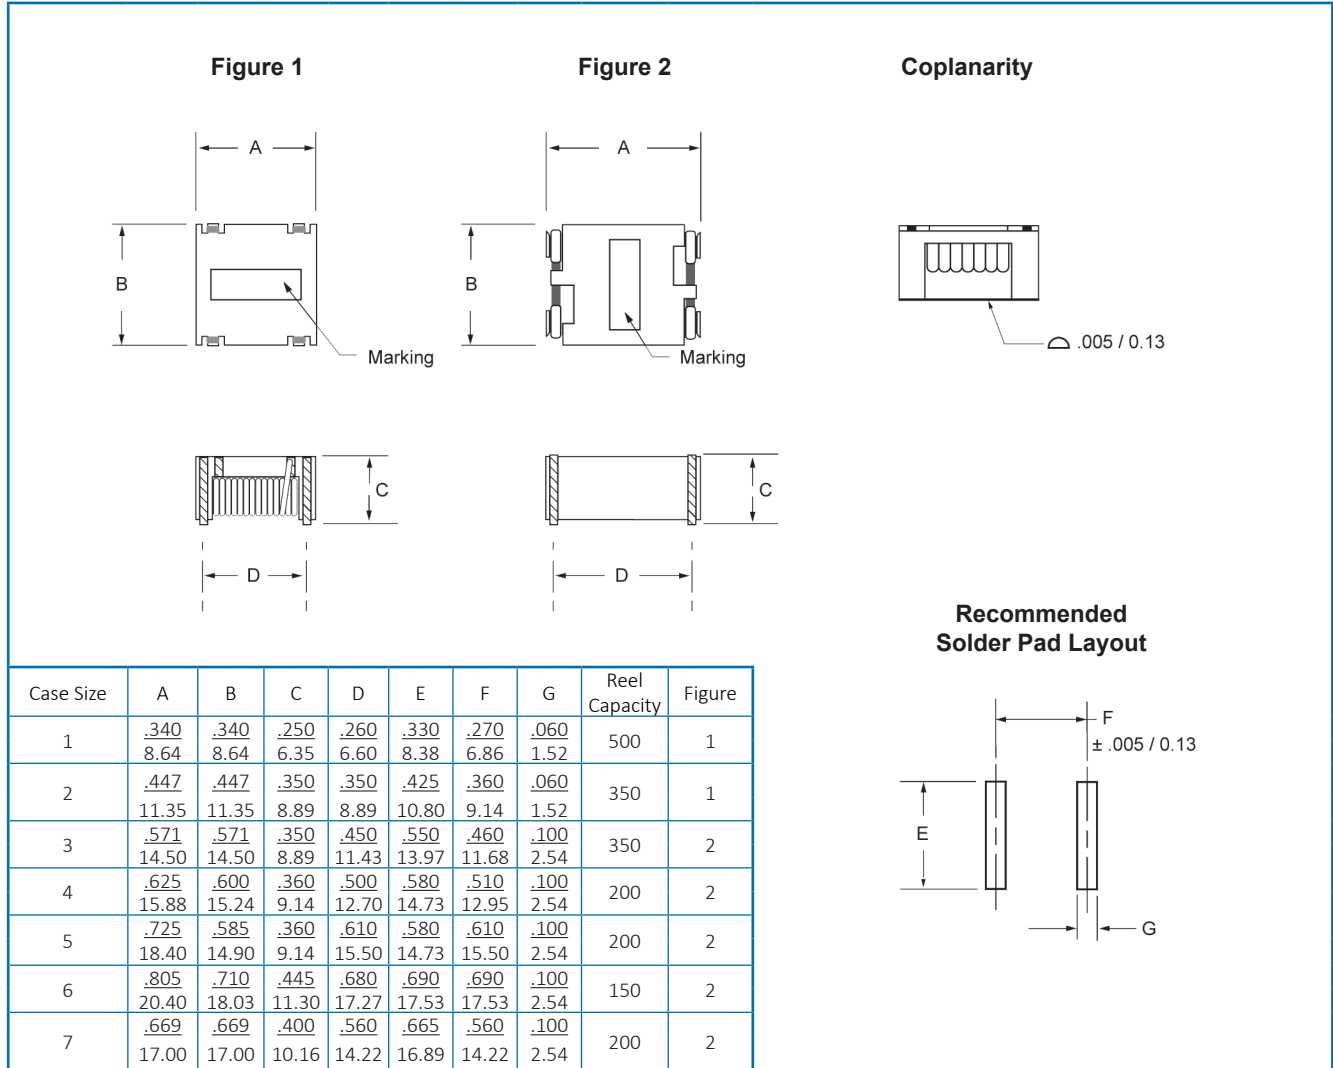 Figure 1
Figure 2
Coplanarity
A
A
B
B
Marking
Marking
.005 / 0.13
C
C
D
D
Recommended
Solder Pad Layout
F
± .005 / 0.13
E
G
Case Size A B C D E F G Reel Capacity Figure
1 .340 .340 .250 .260 .330 .270 .060 500 1
8.64 8.64 6.35 6.60 8.38 6.86 1.52
2 .447 .447 .350 .350 .425 .360 .060 350 1
11.35 11.35 8.89 8.89 10.80 9.14 1.52
3 .571 .571 .350 .450 .550 .460 .100 350 2
14.50 14.50 8.89 11.43 13.97 11.68 2.54
4 .625 .600 .360 .500 .580 .510 .100 200 2
15.88 15.24 9.14 12.70 14.73 12.95 2.54
5 .725 .585 .360 .610 .580 .610 .100 200 2
18.40 14.90 9.14 15.50 14.73 15.50 2.54
6 .805 .710 .445 .680 .690 .690 .100 150 2
20.40 18.03 11.30 17.27 17.53 17.53 2.54
7 .669 .669 .400 .560 .665 .560 .100 200 2
17.00 17.00 10.16 14.22 16.89 14.22 2.54